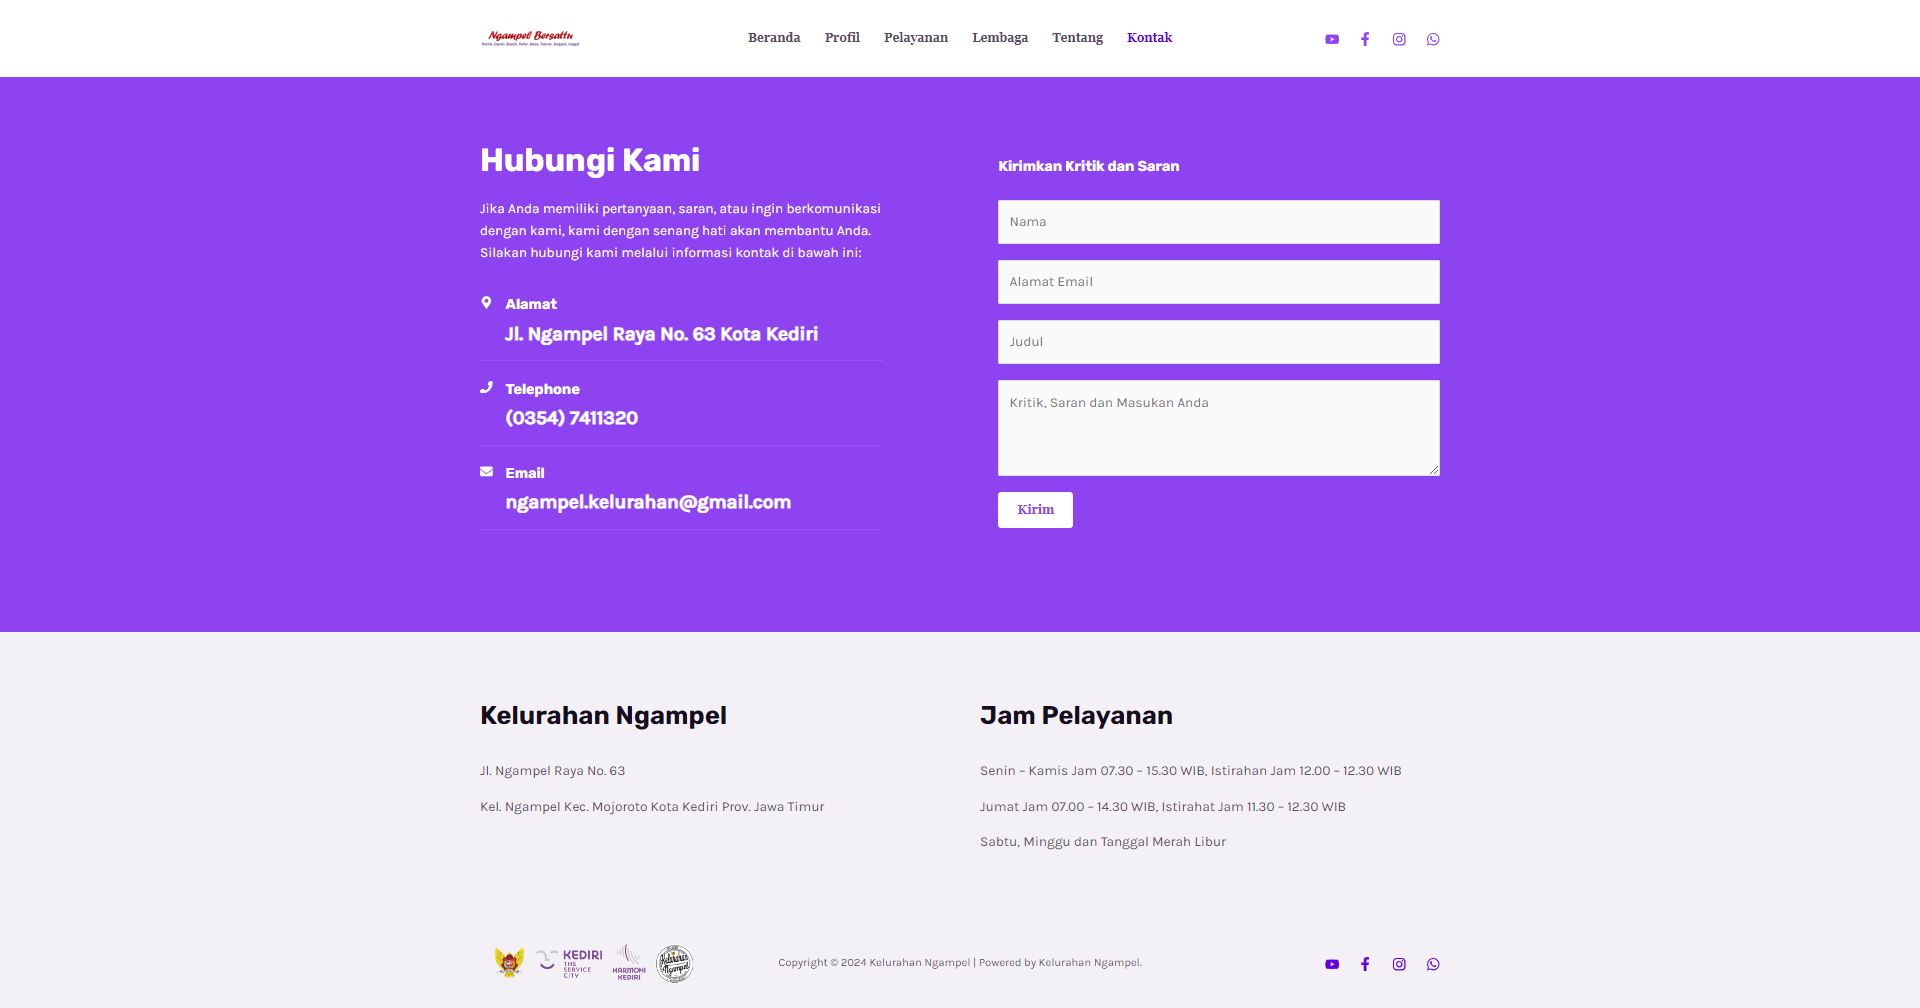 Ngampel Bersattu
Beranda Profil Pelayanan Lembaga Tentang Kontak
Hubungi Kami
Jika Anda memiliki pertanyaan, saran, atau ingin berkomunikasi
dengan kami, kami dengan senang hati akan membantu Anda.
Silakan hubungi kami melalui informasi kontak di bawah ini:
Alamat
Jl. Ngampel Raya No. 63 Kota Kediri
Telephone
(0354) 7411320
Email
ngampel.kelurahan@gmail.com
Kirimkan Kritik dan Saran
Nama
Alamat Email
Judul
Kritik, Saran dan Masukan Anda
Kirim
Kelurahan Ngampel
Jl. Ngampel Raya No. 63
Kel. Ngampel Kec. Mojoroto Kota Kediri Prov. Jawa Timur
Jam Pelayanan
Senin – Kamis Jam 07.30 – 15.30 WIB, Istirahan Jam 12.00 – 12.30 WIB
Jumat Jam 07.00 – 14.30 WIB, Istirahat Jam 11.30 – 12.30 WIB
Sabtu, Minggu dan Tanggal Merah Libur
KEDIRI
THE
SERVICE
CITY
HARMONI
KEDIRI
Kelurahan
Ngampel
Copyright © 2024 Kelurahan Ngampel | Powered by Kelurahan Ngampel.